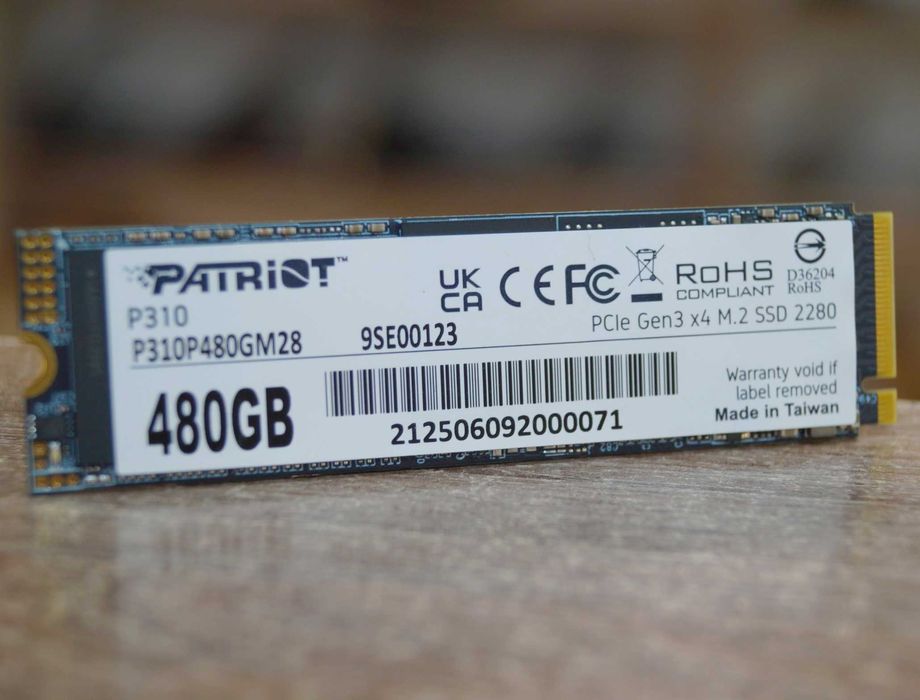 PATRIOT™
UK CA CE FC RoHS COMPLIANT
D36204
RoHS
P310
P310P480GM28
9SE00123
PCIe Gen3 x4 M.2 SSD 2280
480GB
212506092000071
Warranty void if
label removed
Made in Taiwan